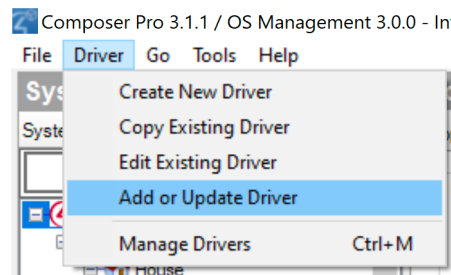 Composer Pro 3.1.1 / OS Management 3.0.0 - In
File Driver Go Tools Help
Sys
Create New Driver
Copy Existing Driver
Syste
Edit Existing Driver
Add or Update Driver
Manage Drivers Ctrl+M
House